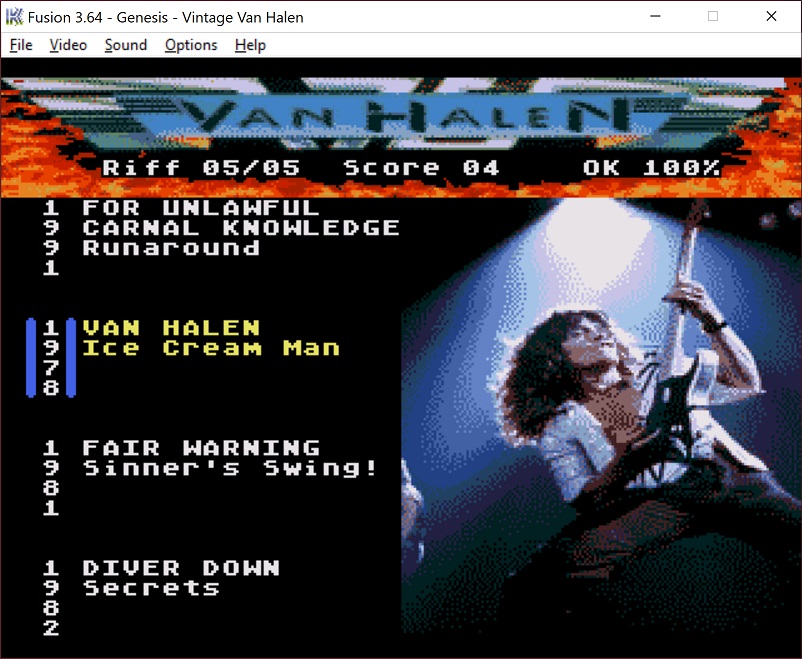 Fusion 3.64 - Genesis - Vintage Van Halen
File Video Sound Options Help
VAN HALEN
Riff 05/05 Score 04 OK 100%
1 FOR UNLAWFUL
9 CARNAL KNOWLEDGE
9 Runaround
1
1 VAN HALEN
9 Ice Cream Man
7
8
1 FAIR WARNING
9 Sinner's Swing!
8
1
1 DIVER DOWN
9 Secrets
8
2